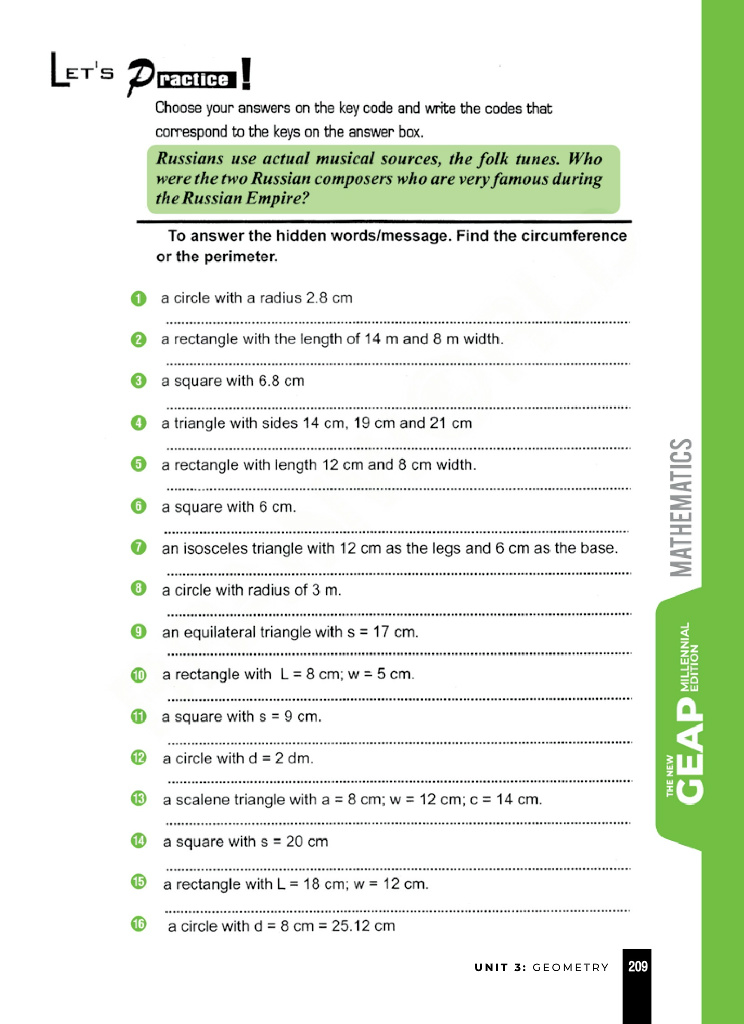 LET'S Practice!
Choose your answers on the key code and write the codes that
correspond to the keys on the answer box.
Russians use actual musical sources, the folk tunes. Who
were the two Russian composers who are very famous during
the Russian Empire?
To answer the hidden words/message. Find the circumference
or the perimeter.
1 a circle with a radius 2.8 cm
2 a rectangle with the length of 14 m and 8 m width.
3 a square with 6.8 cm
4 a triangle with sides 14 cm, 19 cm and 21 cm
5 a rectangle with length 12 cm and 8 cm width.
6 a square with 6 cm.
7 an isosceles triangle with 12 cm as the legs and 6 cm as the base.
8 a circle with radius of 3 m.
9 an equilateral triangle with s = 17 cm.
10 a rectangle with L = 8 cm; w = 5 cm.
11 a square with s = 9 cm.
12 a circle with d = 2 dm.
13 a scalene triangle with a = 8 cm; w = 12 cm; c = 14 cm.
14 a square with s = 20 cm
15 a rectangle with L = 18 cm; w = 12 cm.
16 a circle with d = 8 cm = 25.12 cm
MATHEMATICS
THE NEW
GEAP
MILLENNIAL
EDITION
UNIT 3: GEOMETRY 209